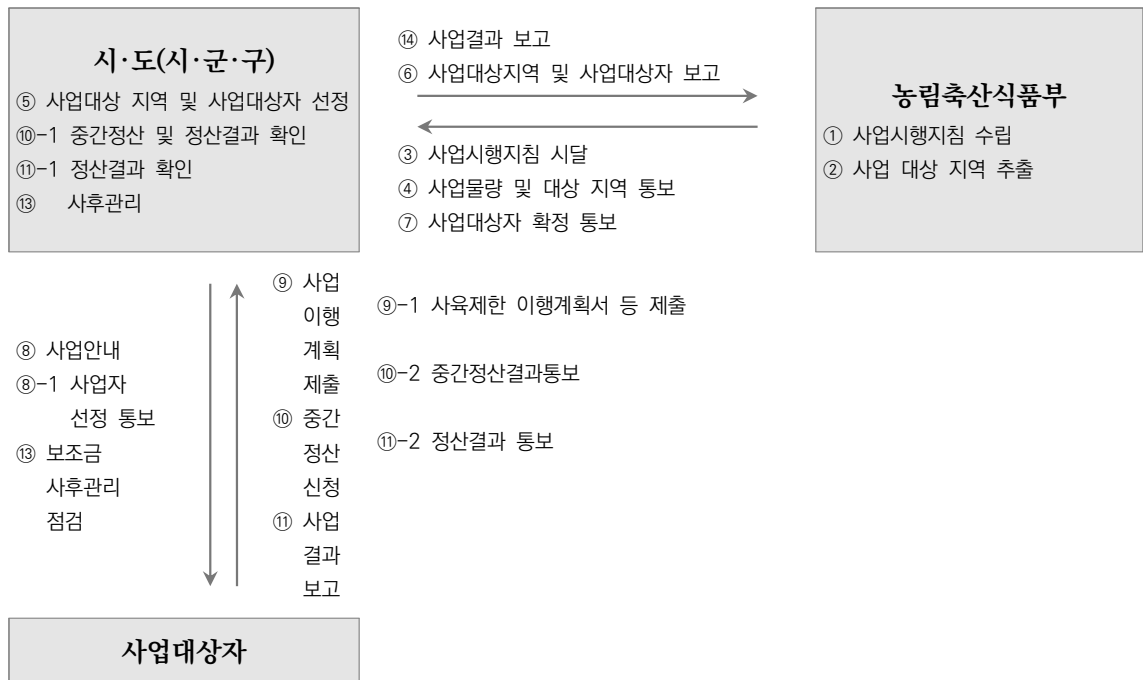 시·도(시·군·구)
⑤ 사업대상 지역 및 사업대상자 선정
⑩-1 중간정산 및 정산결과 확인
⑪-1 정산결과 확인
⑬ 사후관리
⑭ 사업결과 보고
⑥ 사업대상지역 및 사업대상자 보고
③ 사업시행지침 시달
④ 사업물량 및 대상 지역 통보
⑦ 사업대상자 확정 통보
농림축산식품부
① 사업시행지침 수립
② 사업 대상 지역 추출
⑧ 사업안내
⑧-1 사업자
선정 통보
⑬ 보조금
사후관리
점검
⑨ 사업
이행
계획
제출
⑩ 중간
정산
신청
⑪ 사업
결과
보고
⑨-1 사육제한 이행계획서 등 제출
⑩-2 중간정산결과통보
⑪-2 정산결과 통보
사업대상자